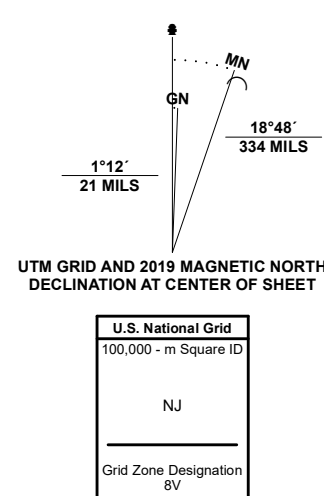 MN
GN
18°48´
334 MILS
1°12´
21 MILS
UTM GRID AND 2019 MAGNETIC NORTH
DECLINATION AT CENTER OF SHEET
U.S. National Grid
100,000 - m Square ID
NJ
Grid Zone Designation
8V